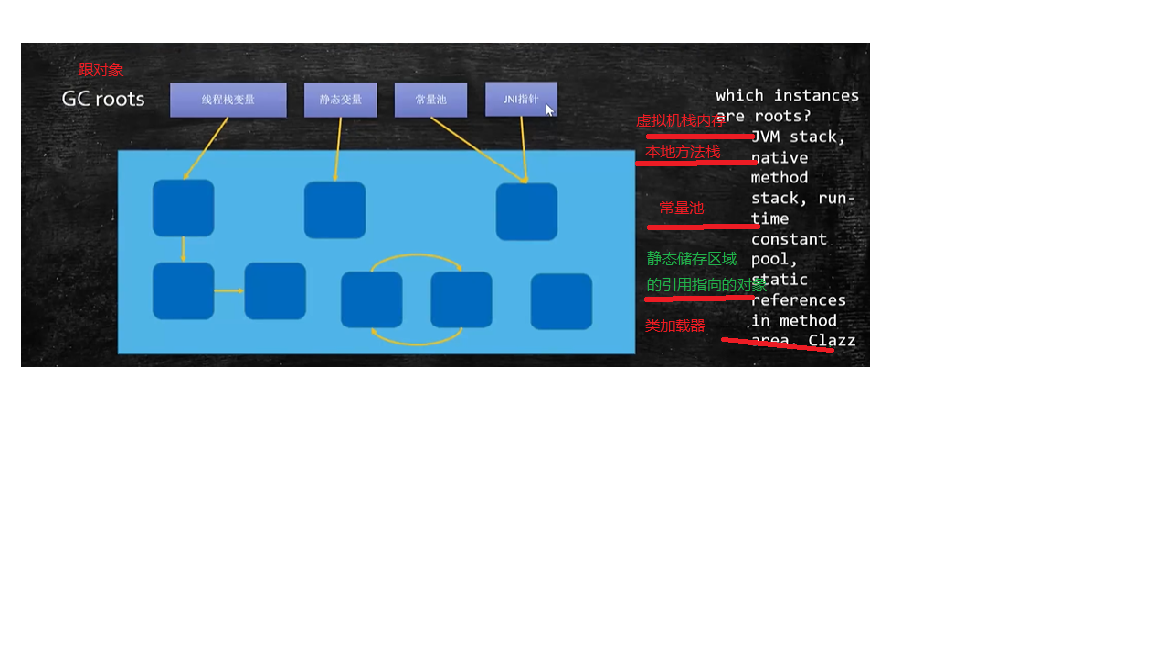 跟对象
GC roots
线程栈变量
静态变量
常量池
JNI指针
which instances
are roots?
JVM stack,
native
method
stack, run-
time
constant
pool,
static
references
in method
area, Clazz
虚拟机栈内存
本地方法栈
常量池
静态储存区域
的引用指向的对象
类加载器